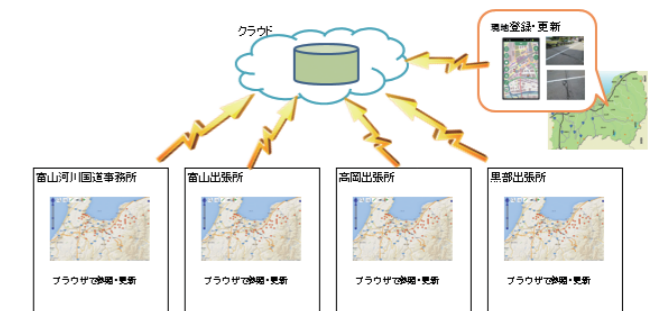 クラウド
現地登録・更新
富山河川国道事務所
富山出張所
高岡出張所
黒部出張所
ブラウザで参照・更新
ブラウザで参照・更新
ブラウザで参照・更新
ブラウザで参照・更新